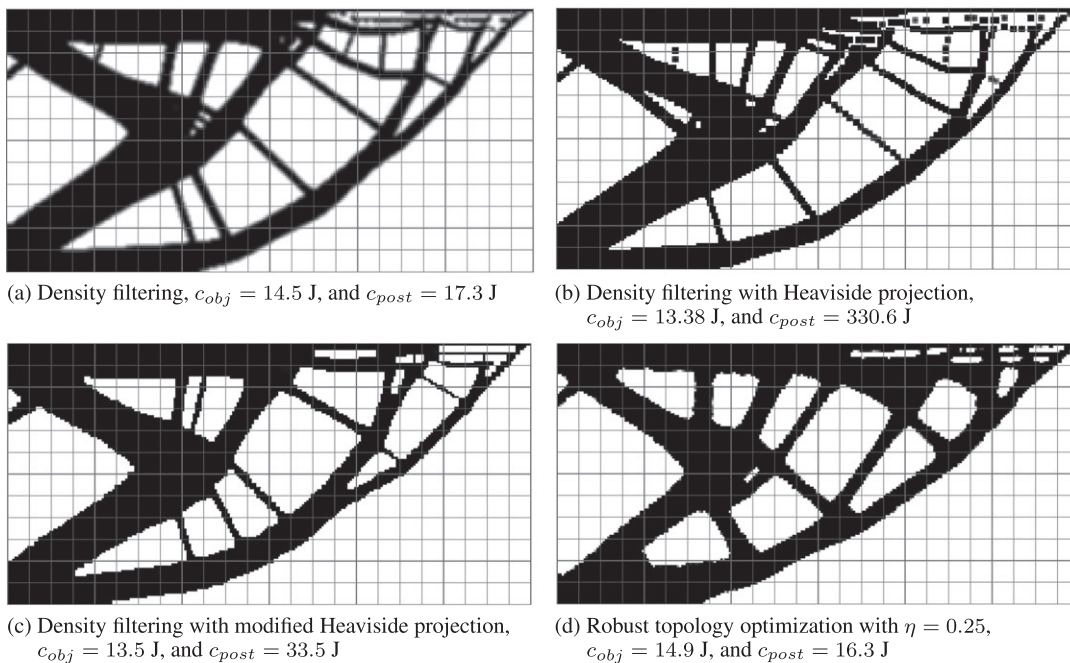 (a) Density filtering, c_obj = 14.5 J, and c_post = 17.3 J
(b) Density filtering with Heaviside projection,
c_obj = 13.38 J, and c_post = 330.6 J
(c) Density filtering with modified Heaviside projection,
c_obj = 13.5 J, and c_post = 33.5 J
(d) Robust topology optimization with η = 0.25,
c_obj = 14.9 J, and c_post = 16.3 J